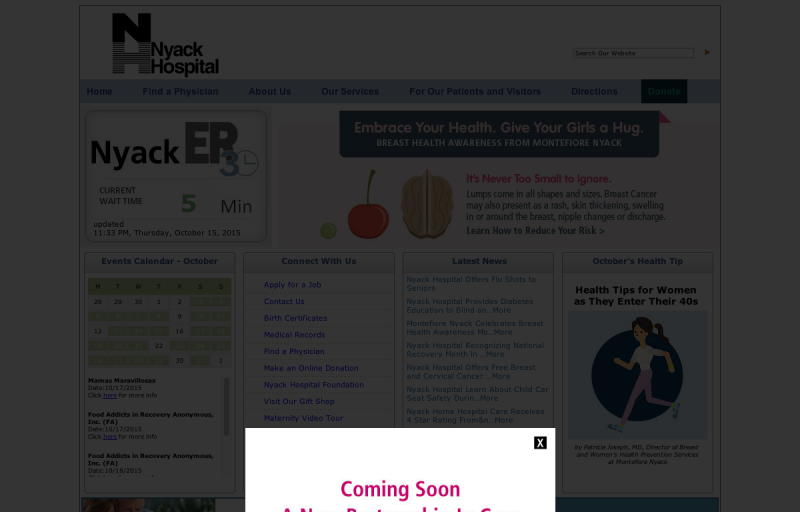 Nyack
Hospital
Search Our Website
Home
Find a Physician
About Us
Our Services
For Our Patients and Visitors
Directions
Donate
Nyack ER
3
CURRENT
WAIT TIME
5 Min
updated
11:33 PM, Thursday, October 15, 2015
Embrace Your Health. Give Your Girls a Hug.
BREAST HEALTH AWARENESS FROM MONTEFIORE NYACK
It's Never Too Small to Ignore.
Lumps come in all shapes and sizes, Breast Cancer
may also present as a rash, skin thickening, swelling
in or around the breast, nipple changes or discharge.
Learn How to Reduce Your Risk >
Events Calendar - October
M T W T F S S
28 29 30 1 2
9
12 16
22
30 1
Mamas Maravillosas
Date:10/17/2015
Click here for more info
Food Addicts in Recovery Anonymous,
Inc. (FA)
Date:10/17/2015
Click here for more info
Food Addicts in Recovery Anonymous,
Inc. (FA)
Date:10/18/2015
Connect With Us
Apply for a Job
Contact Us
Birth Certificates
Medical Records
Find a Physician
Make an Online Donation
Nyack Hospital Foundation
Visit Our Gift Shop
Maternity Video Tour
Latest News
Nyack Hospital Offers Flu Shots to
Seniors
Nyack Hospital Provides Diabetes
Education to Blind an..More
Montefiore Nyack Celebrates Breast
Health Awareness Mo..More
Nyack Hospital Recognizing National
Recovery Month in ..More
Nyack Hospital Offers Free Breast
and Cervical Cancer ..More
Nyack Hospital Learn About Child Car
Seat Safety Durin..More
Nyack Home Hospital Care Receives
4 Star Rating From&n..More
October's Health Tip
Health Tips for Women
as They Enter Their 40s
by Patricia Joseph, MD, Director of Breast
and Women's Health Prevention Services
at Montefiore Nyack
X
Coming Soon